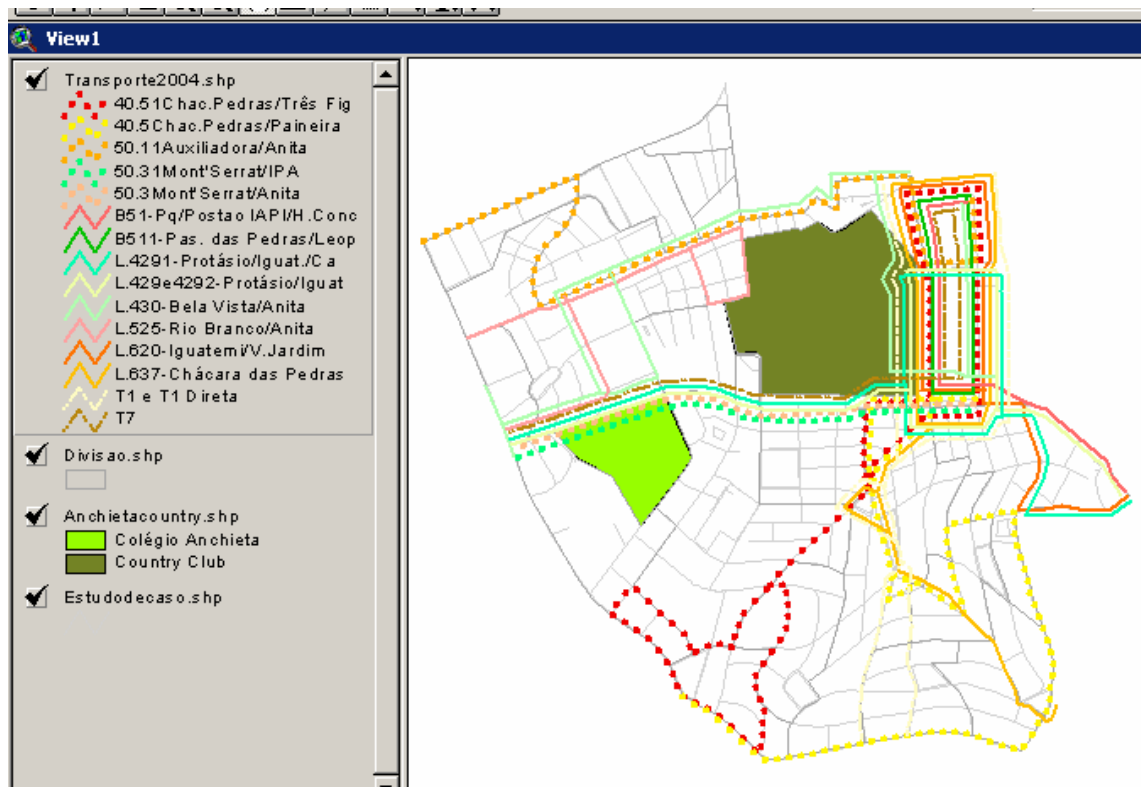 View1
Transporte2004.shp
40.51Chac.Pedras/Três Fig
40.5Chac.Pedras/Paineira
50.11Auxiliadora/Anita
50.31Mont'Serrat/IPA
50.3Mont'Serrat/Anita
B51-Pq/Postao IAPI/H.Conc
B511-Pas. das Pedras/Leop
L.4291-Protásio/Iguat./Ca
L.429e4292-Protásio/Iguat
L.430-Bela Vista/Anita
L.525-Rio Branco/Anita
L.620-Iguatemi/V.Jardim
L.637-Chácara das Pedras
T1 e T1 Direta
T7
Divisao.shp
Anchietacountry.shp
Colégio Anchieta
Country Club
Estudodecaso.shp